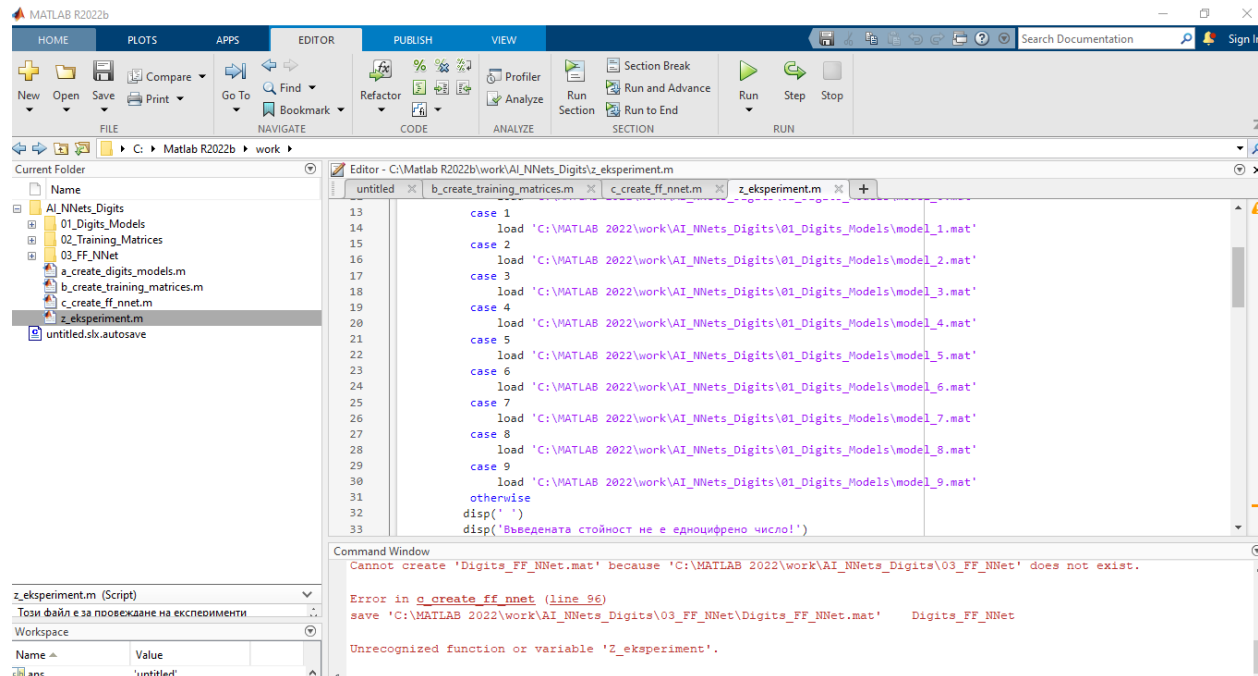 MATLAB R2022b
HOME PLOTS APPS EDITOR PUBLISH VIEW Search Documentation Sign In
New Open Save Compare Print Go To Find Bookmark Refactor Profiler Analyze Run Section Section Break Run and Advance Run to End Run Step Stop
FILE NAVIGATE CODE ANALYZE SECTION RUN
C: Matlab R2022b work
Current Folder
Name
AI_NNets_Digits
01_Digits_Models
02_Training_Matrices
03_FF_NNet
a_create_digits_models.m
b_create_training_matrices.m
c_create_ff_nnet.m
z_eksperiment.m
untitled.slx.autosave
z_eksperiment.m (Script)
Този файл е за провеждане на експерименти
Workspace
Name Value
ans 'untitled'
Editor - C:\Matlab R2022b\work\AI_NNets_Digits\z_eksperiment.m
untitled b_create_training_matrices.m c_create_ff_nnet.m z_eksperiment.m
13 case 1
14 load 'C:\MATLAB 2022\work\AI_NNets_Digits\01_Digits_Models\model_1.mat'
15 case 2
16 load 'C:\MATLAB 2022\work\AI_NNets_Digits\01_Digits_Models\model_2.mat'
17 case 3
18 load 'C:\MATLAB 2022\work\AI_NNets_Digits\01_Digits_Models\model_3.mat'
19 case 4
20 load 'C:\MATLAB 2022\work\AI_NNets_Digits\01_Digits_Models\model_4.mat'
21 case 5
22 load 'C:\MATLAB 2022\work\AI_NNets_Digits\01_Digits_Models\model_5.mat'
23 case 6
24 load 'C:\MATLAB 2022\work\AI_NNets_Digits\01_Digits_Models\model_6.mat'
25 case 7
26 load 'C:\MATLAB 2022\work\AI_NNets_Digits\01_Digits_Models\model_7.mat'
27 case 8
28 load 'C:\MATLAB 2022\work\AI_NNets_Digits\01_Digits_Models\model_8.mat'
29 case 9
30 load 'C:\MATLAB 2022\work\AI_NNets_Digits\01_Digits_Models\model_9.mat'
31 otherwise
32 disp(' ')
33 disp('Въведената стойност не е едноцифрено число!')
Command Window
Cannot create 'Digits_FF_NNet.mat' because 'C:\MATLAB 2022\work\AI_NNets_Digits\03_FF_NNet' does not exist.
Error in c_create_ff_nnet (line 96)
save 'C:\MATLAB 2022\work\AI_NNets_Digits\03_FF_NNet\Digits_FF_NNet.mat' Digits_FF_NNet
Unrecognized function or variable 'Z_eksperiment'.